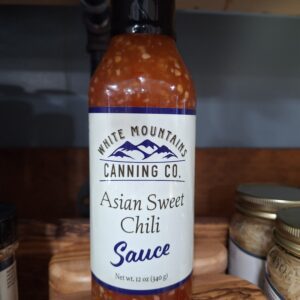 WHITE MOUNTAINS
CANNING CO.
Asian Sweet
Chili
Sauce
Net wt. 12 oz (340 g)